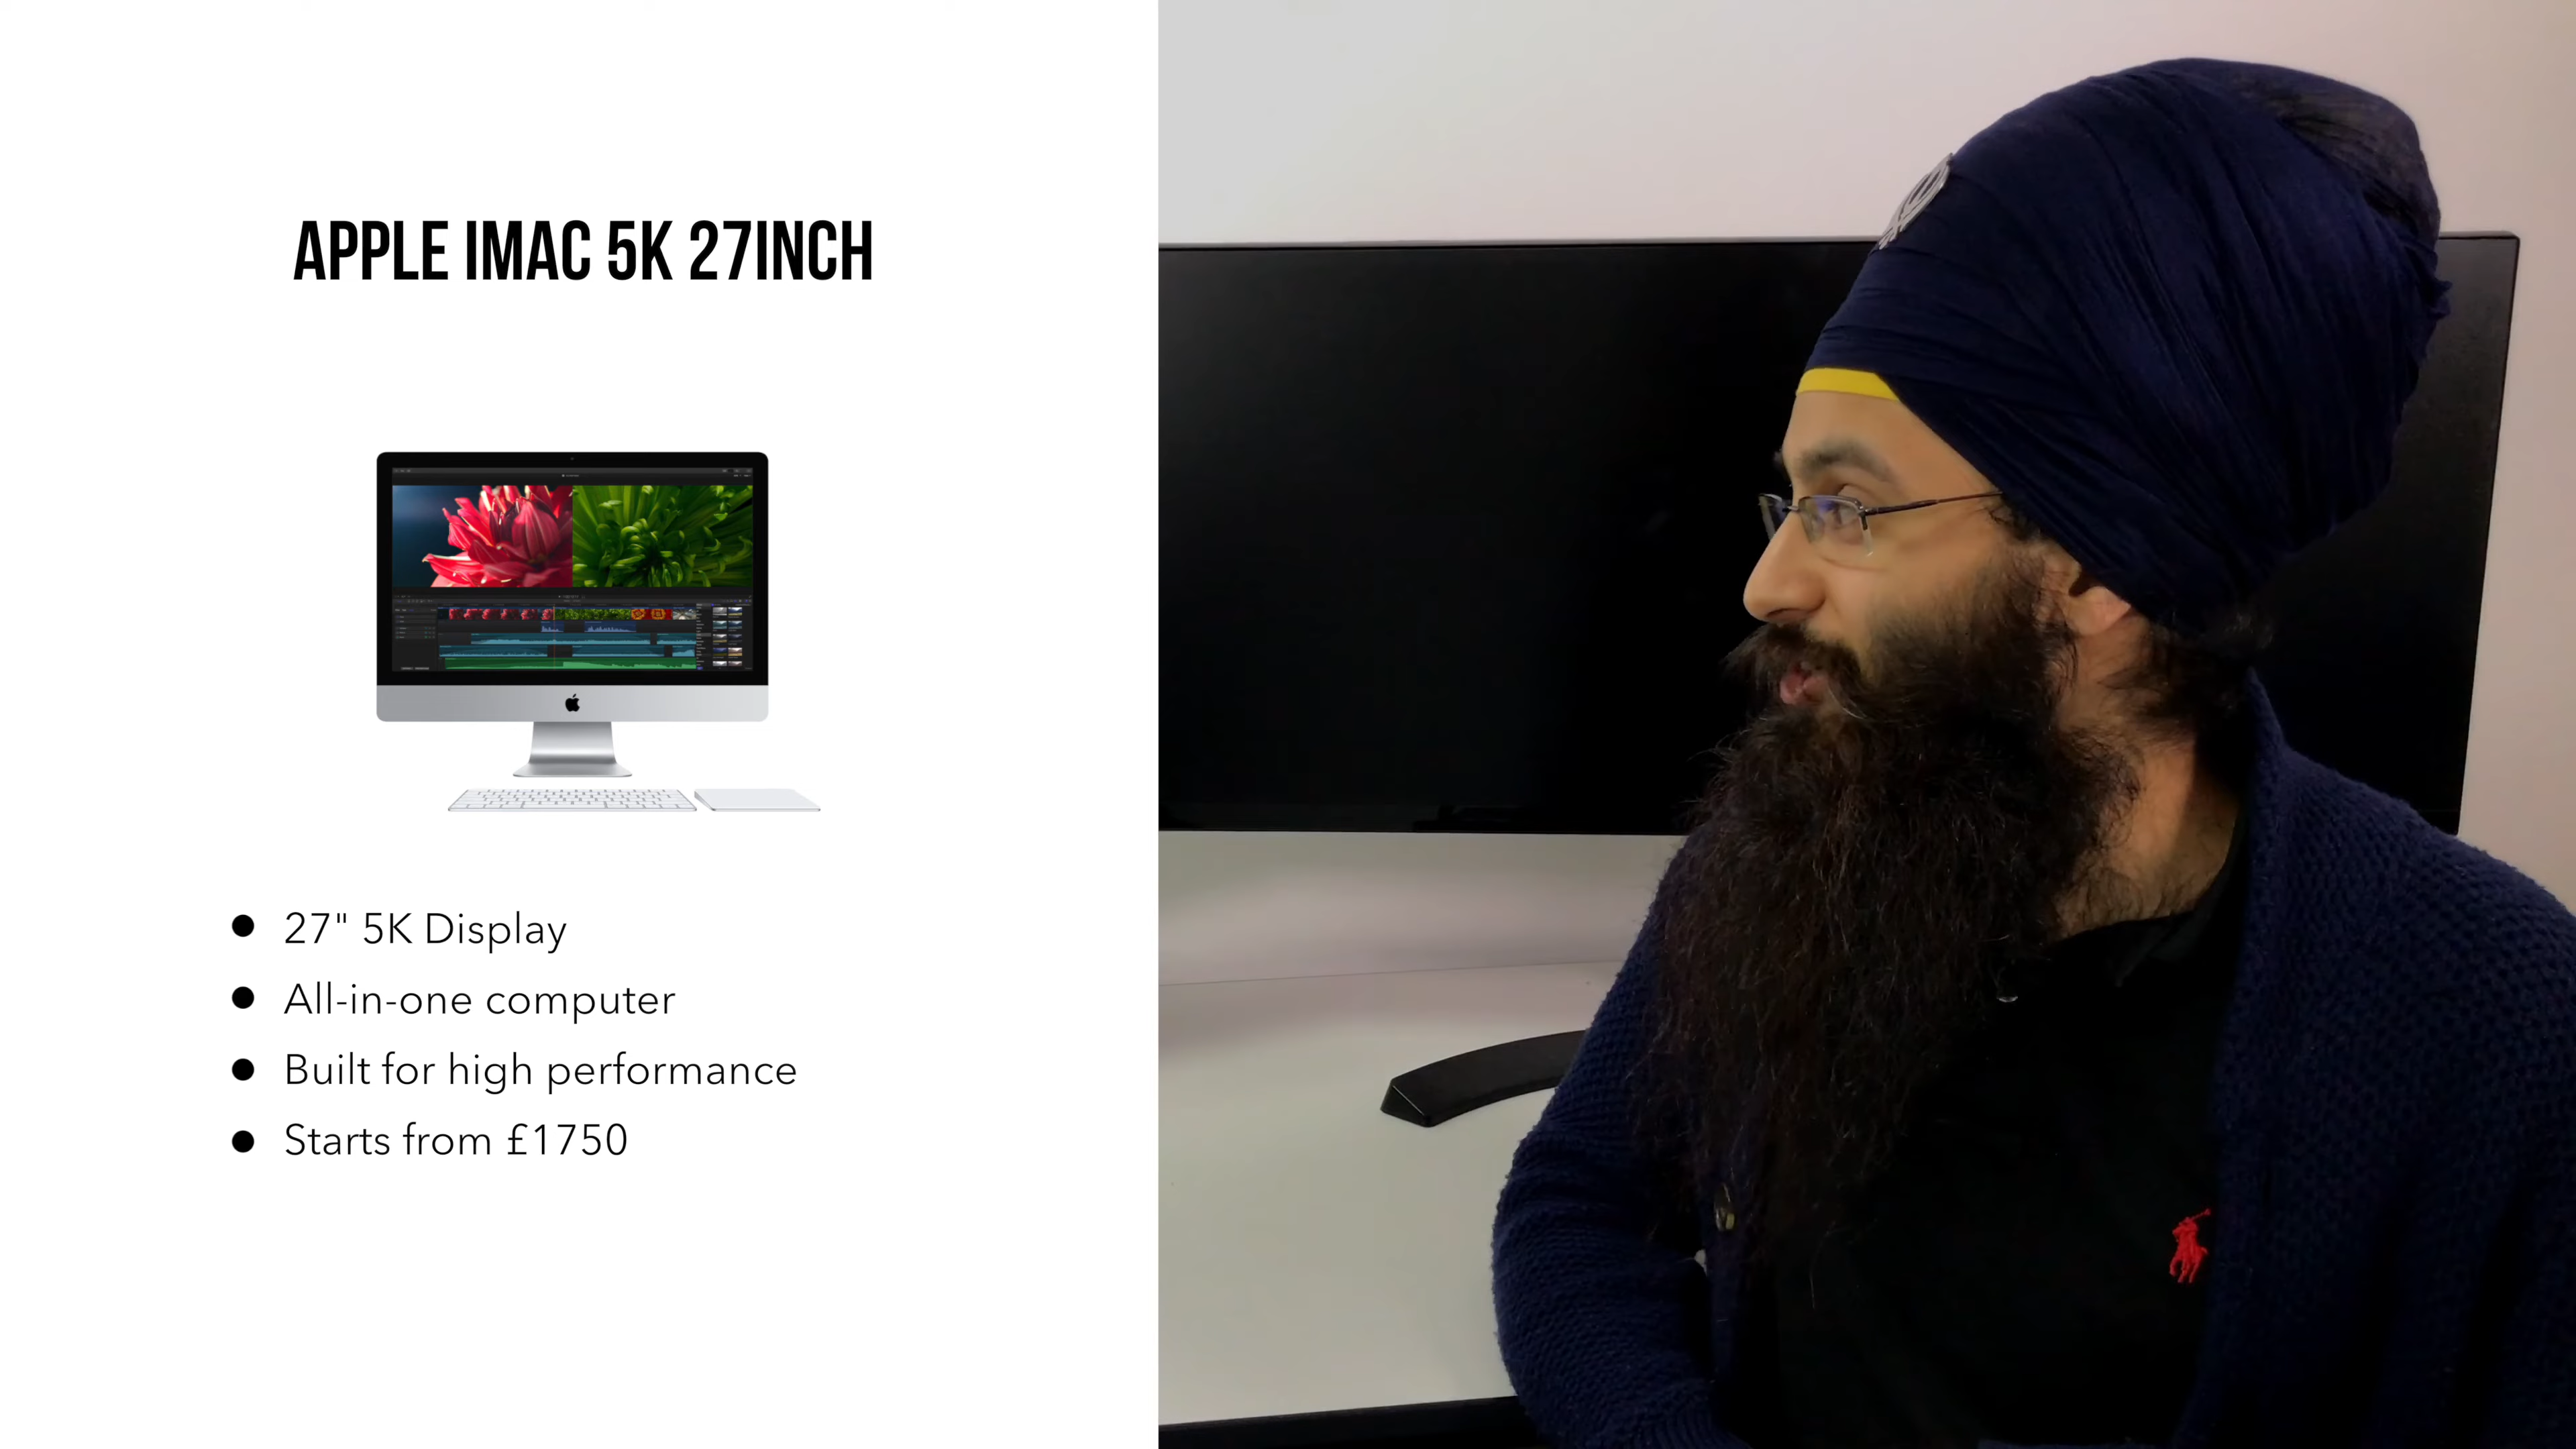 APPLE IMAC 5K 27INCH
27" 5K Display
All-in-one computer
Built for high performance
Starts from £1750